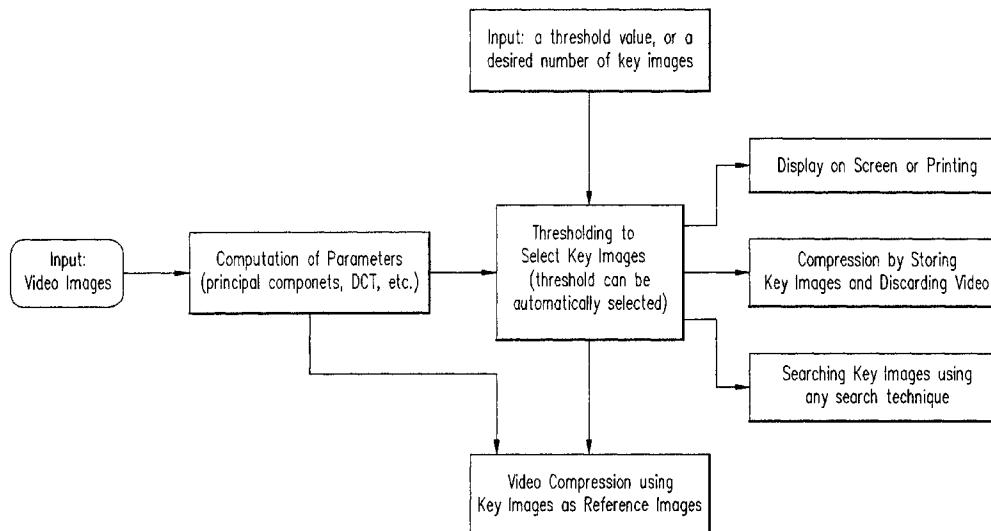 Input: a threshold value, or a
desired number of key images
Display on Screen or Printing
Input:
Video Images
Computation of Parameters
(principal componets, DCT, etc.)
Thresholding to
Select Key Images
(threshold can be
automatically selected)
Compression by Storing
Key Images and Discarding Video
Searching Key Images using
any search technique
Video Compression using
Key Images as Reference Images